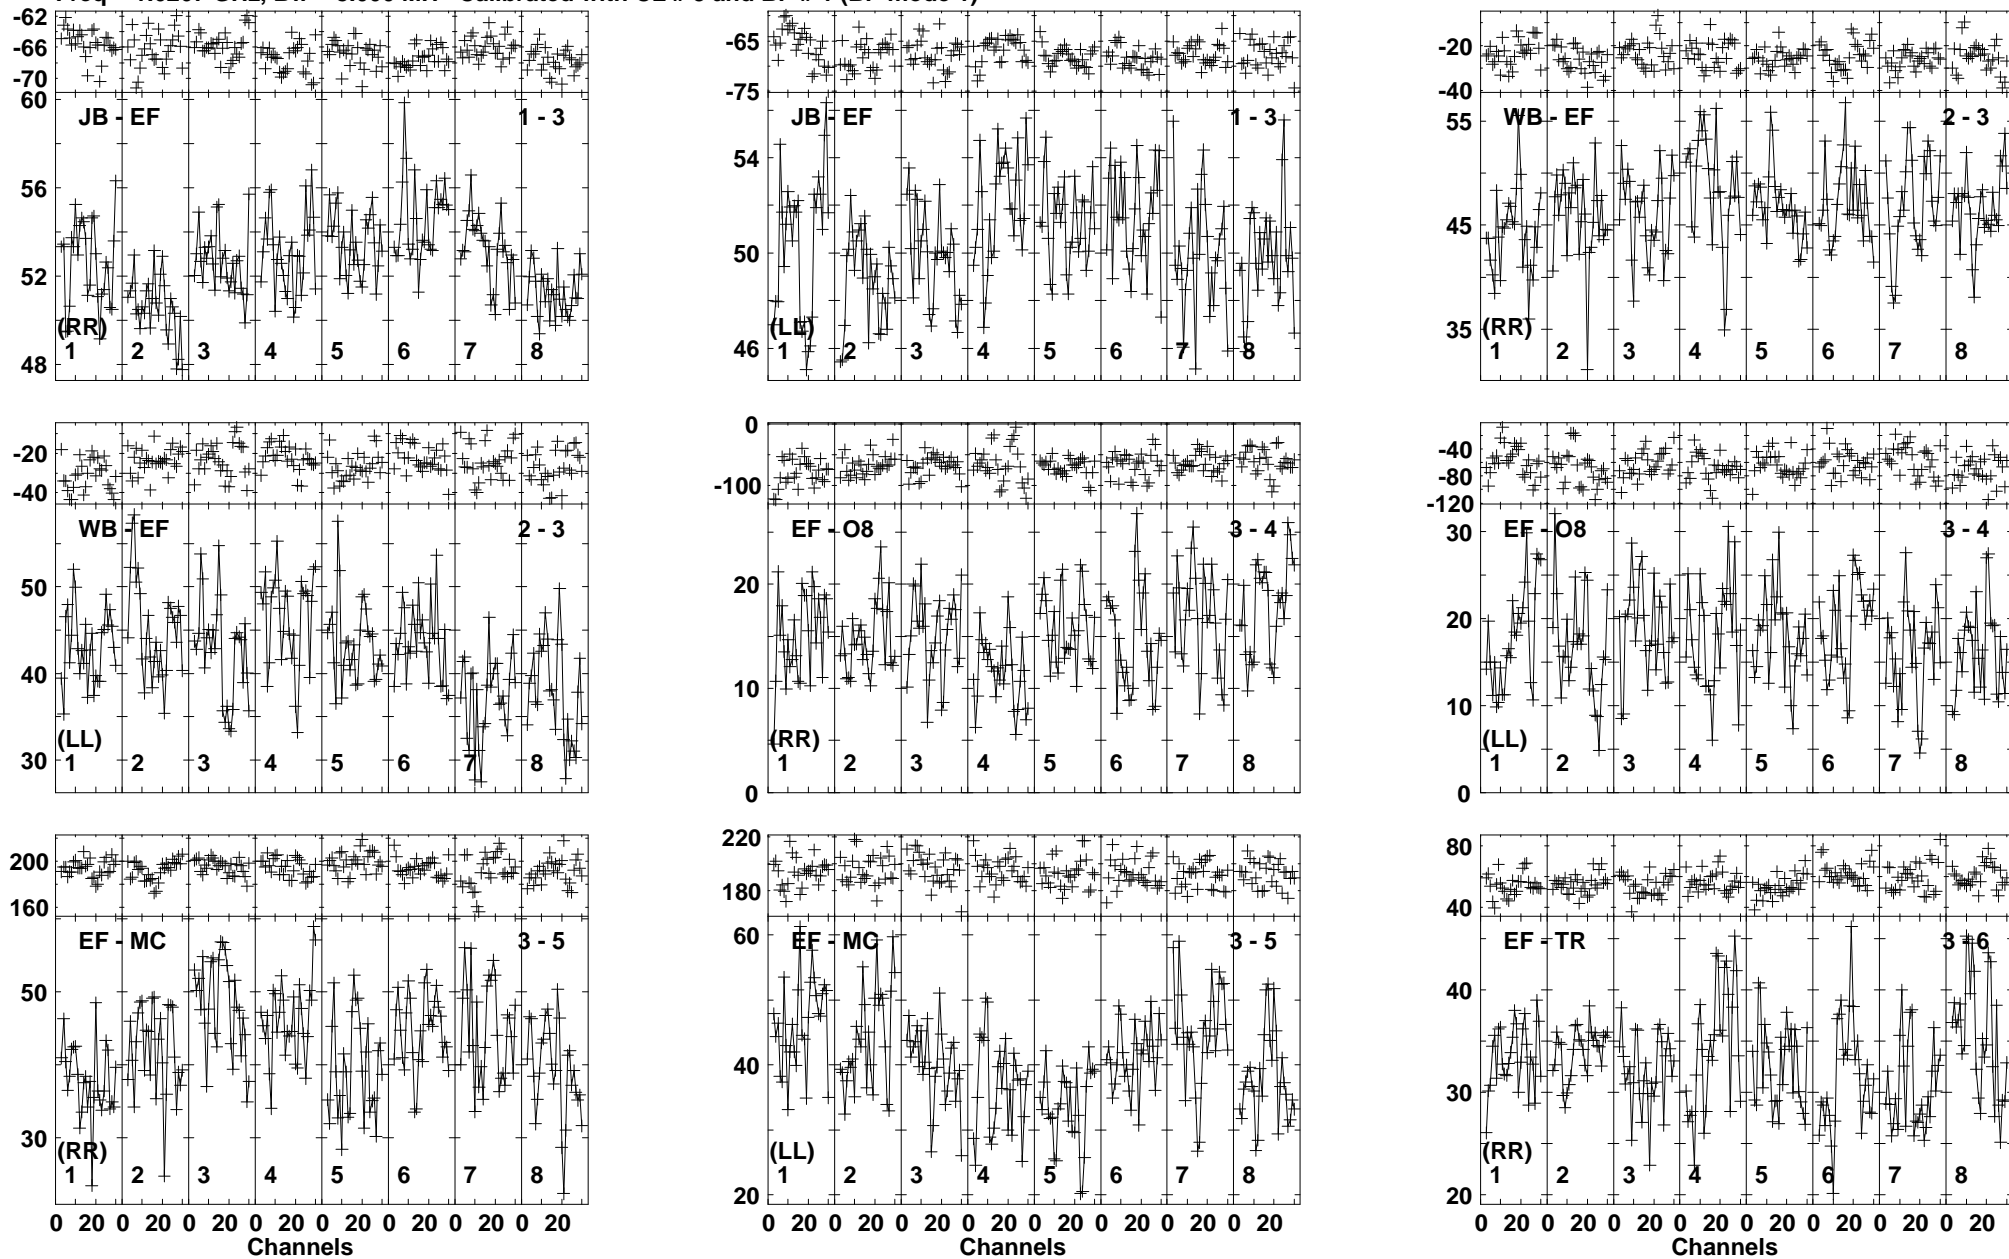 -62 -66 -70
60 56 52 48
JB - EF 1 - 3
(RR)
1 2 3 4 5 6 7 8
-65 -75
54 50 46
JB - EF 1 - 3
(LL)
1 2 3 4 5 6 7 8
-20 -40
55 45 35
WB - EF 2 - 3
(RR)
1 2 3 4 5 6 7 8
-20 -40
50 40 30
WB - EF 2 - 3
(LL)
1 2 3 4 5 6 7 8
0 -100
20 10 0
EF - O8 3 - 4
(RR)
1 2 3 4 5 6 7 8
-40 -80 -120
30 20 10 0
EF - O8 3 - 4
(LL)
1 2 3 4 5 6 7 8
200 160
50 30
EF - MC 3 - 5
(RR)
1 2 3 4 5 6 7 8
0 20 0 20 0 20 0 20 0 20 0 20 0 20 0 20
Channels
220 180
60 40 20
EF - MC 3 - 5
(LL)
1 2 3 4 5 6 7 8
0 20 0 20 0 20 0 20 0 20 0 20 0 20 0 20
Channels
80 40
40 30 20
EF - TR 3 - 6
(RR)
1 2 3 4 5 6 7 8
0 20 0 20 0 20 0 20 0 20 0 20 0 20 0 20
Channels